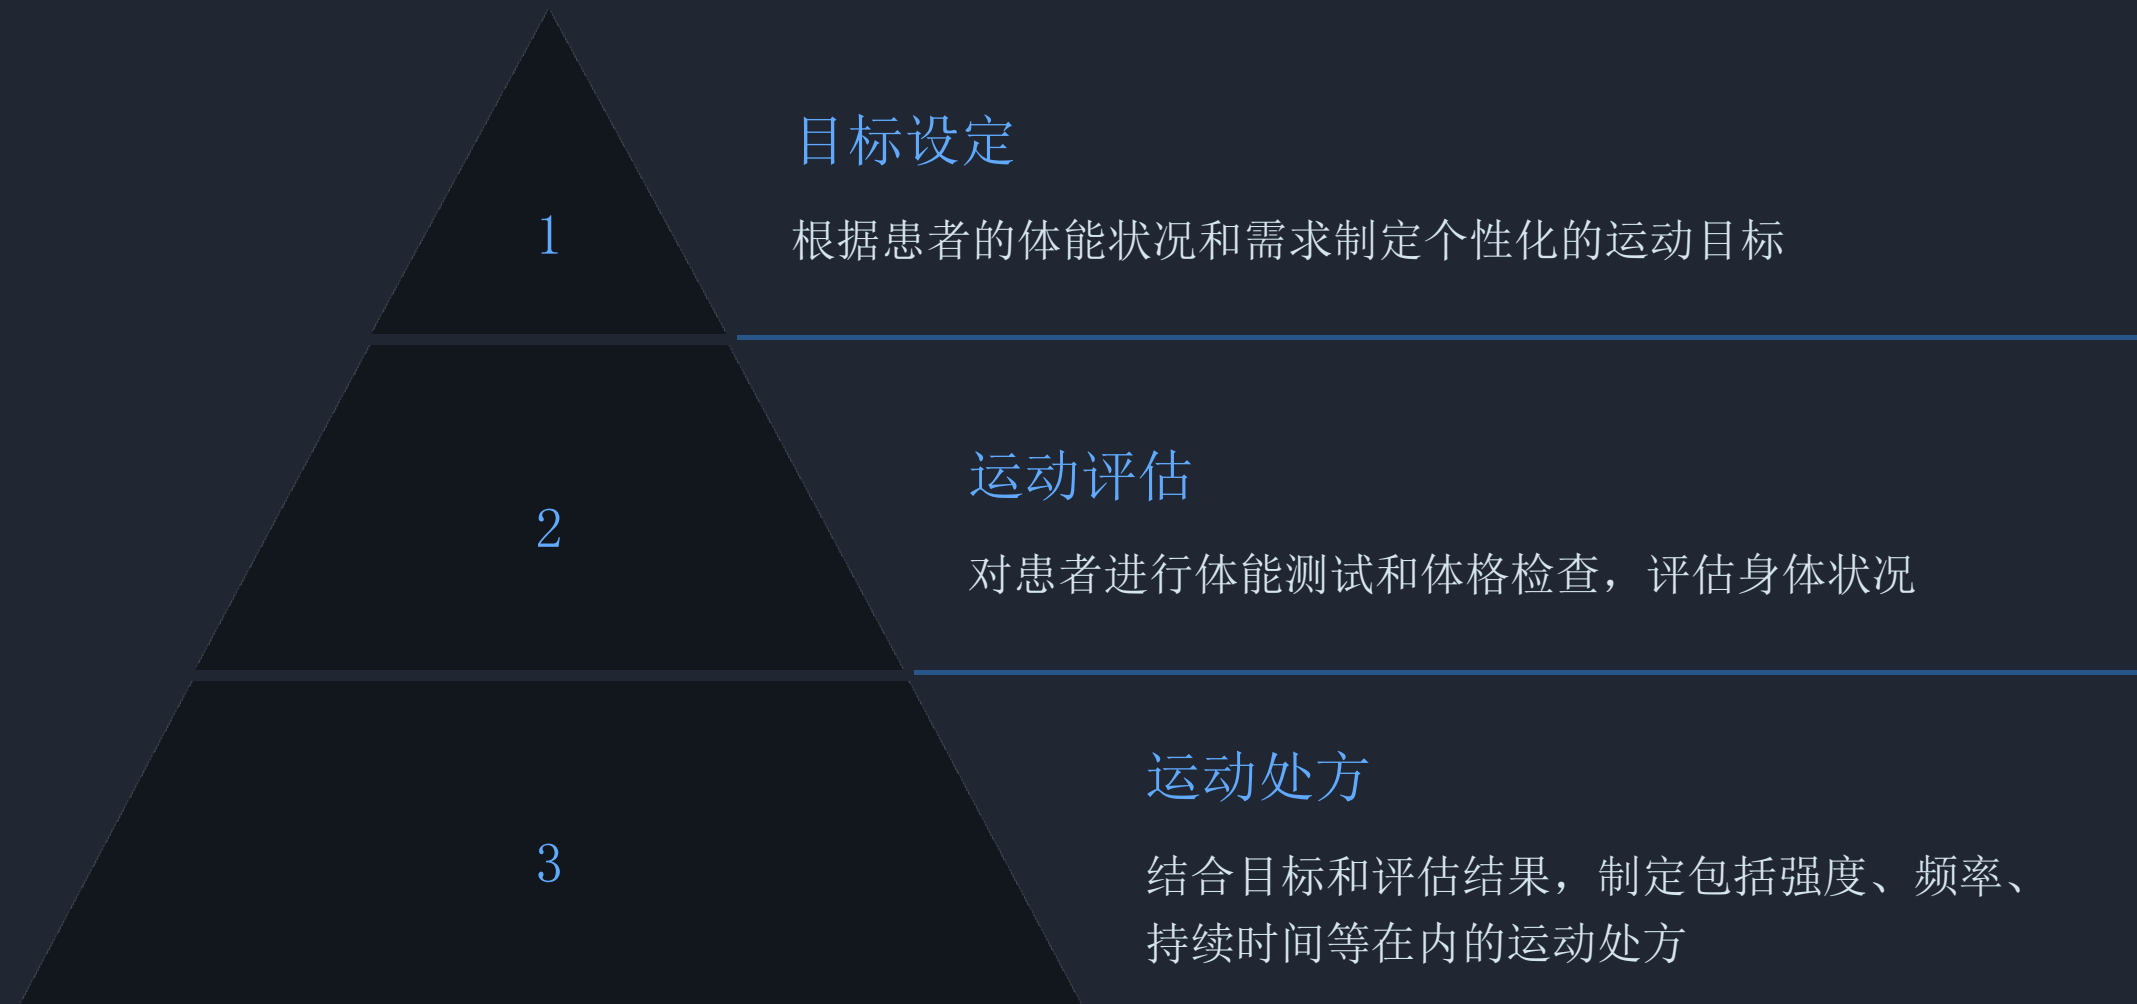 1
目标设定
根据患者的体能状况和需求制定个性化的运动目标
2
运动评估
对患者进行体能测试和体格检查，评估身体状况
3
运动处方
结合目标和评估结果，制定包括强度、频率、
持续时间等在内的运动处方